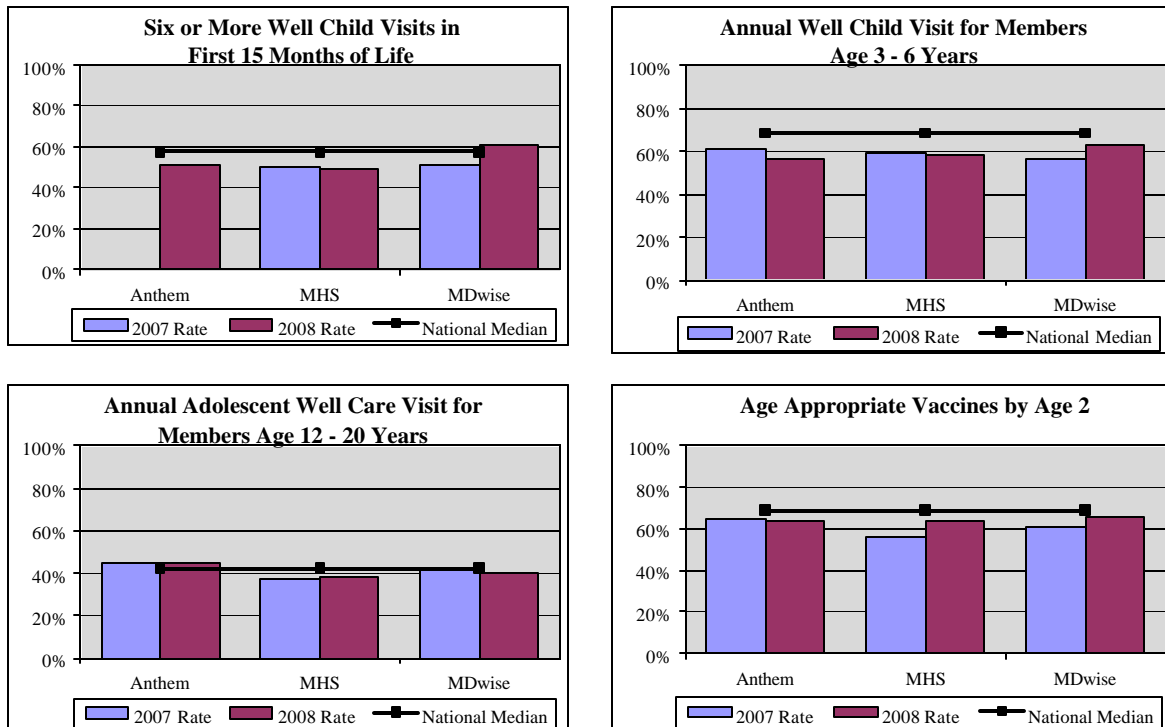 Six or More Well Child Visits in
First 15 Months of Life
100%
80%
60%
40%
20%
0%
Anthem MHS MDwise
2007 Rate 2008 Rate National Median
Annual Well Child Visit for Members
Age 3 - 6 Years
100%
80%
60%
40%
20%
0%
Anthem MHS MDwise
2007 Rate 2008 Rate National Median
Annual Adolescent Well Care Visit for
Members Age 12 - 20 Years
100%
80%
60%
40%
20%
0%
Anthem MHS MDwise
2007 Rate 2008 Rate National Median
Age Appropriate Vaccines by Age 2
100%
80%
60%
40%
20%
0%
Anthem MHS MDwise
2007 Rate 2008 Rate National Median